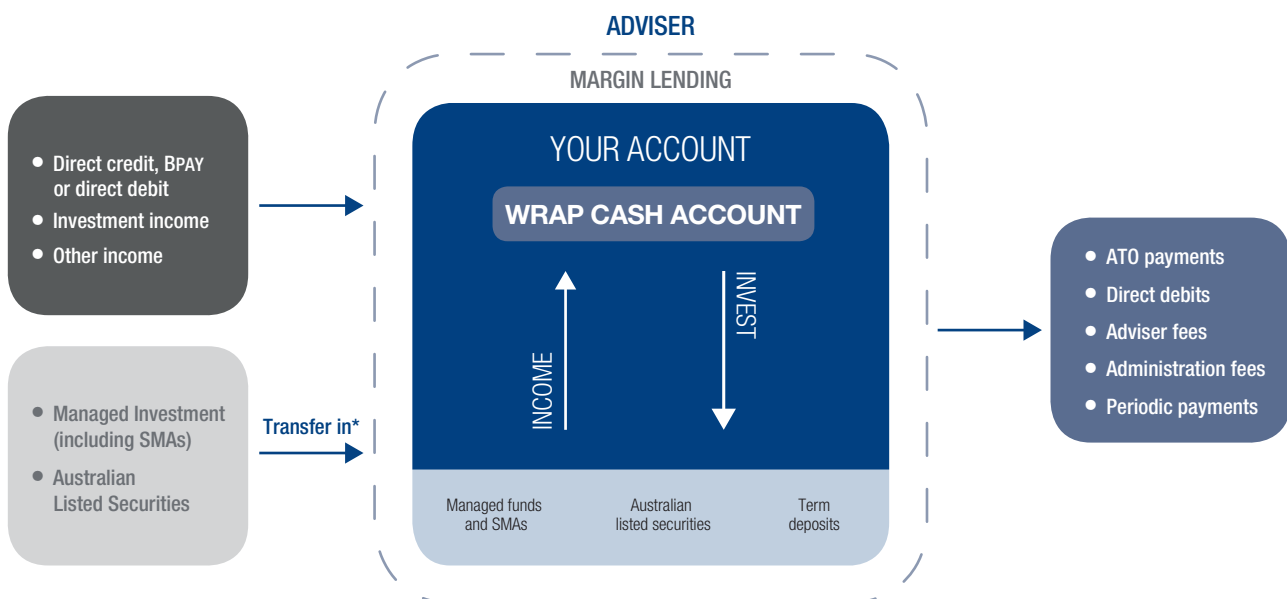 ADVISER
MARGIN LENDING
YOUR ACCOUNT
WRAP CASH ACCOUNT
INCOME
INVEST
Managed funds
and SMAs
Australian
listed securities
Term
deposits
• Direct credit, BPAY
or direct debit
• Investment income
• Other income
• Managed Investment
(including SMAs)
• Australian
Listed Securities
Transfer in*
• ATO payments
• Direct debits
• Adviser fees
• Administration fees
• Periodic payments